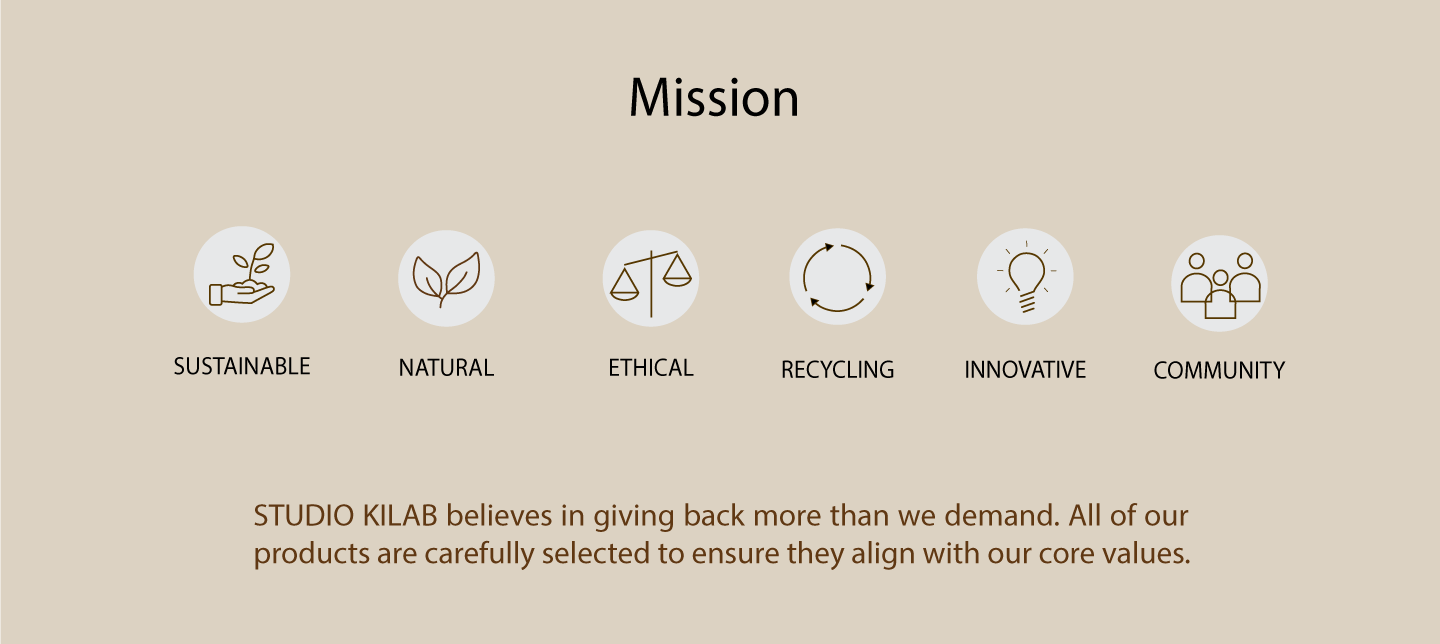 Mission
SUSTAINABLE
NATURAL
ETHICAL
RECYCLING
INNOVATIVE
COMMUNITY
STUDIO KILAB believes in giving back more than we demand. All of our
products are carefully selected to ensure they align with our core values.